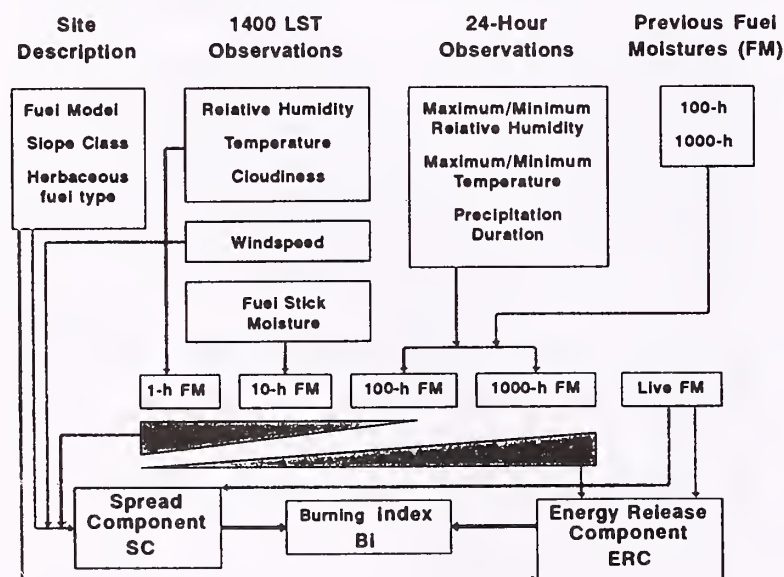 Site
Description
1400 LST
Observations
24-Hour
Observations
Previous Fuel
Moistures (FM)
Fuel Model
Slope Class
Herbaceous
fuel type
Relative Humidity
Temperature
Cloudiness
Windspeed
Fuel Stick
Moisture
Maximum/Minimum
Relative Humidity
Maximum/Minimum
Temperature
Precipitation
Duration
100-h
1000-h
1-h FM
10-h FM
100-h FM
1000-h FM
Live FM
Spread
Component
SC
Burning index
BI
Energy Release
Component
ERC